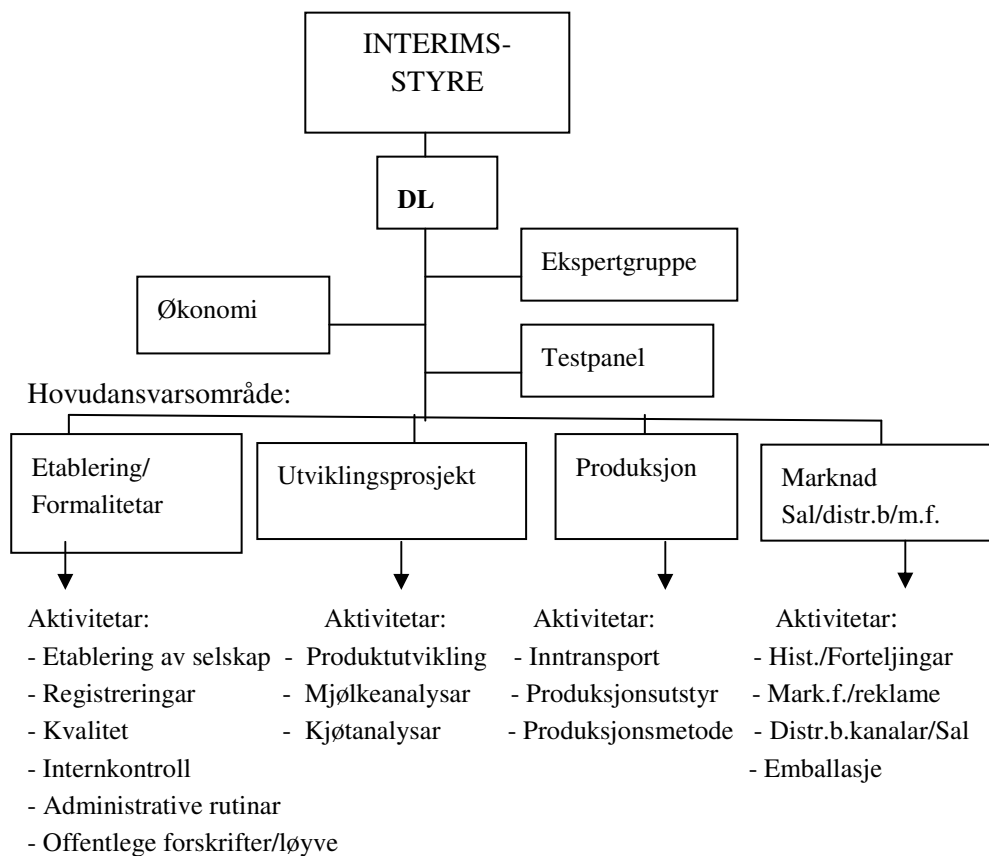 INTERIMS-
STYRE
DL
Ekspertgruppe
Økonomi
Testpanel
Hovudansvarsområde:
Etablering/
Formalitetar
Utviklingsprosjekt
Produksjon
Marknad
Sal/distr.b/m.f.
Aktivitetar:
- Etablering av selskap
- Registreringar
- Kvalitet
- Internkontroll
- Administrative rutinar
- Offentlege forskrifter/løyve
Aktivitetar:
- Produktutvikling
- Mjølkeanalysar
- Kjøtanalysar
Aktivitetar:
- Inntransport
- Produksjonsutstyr
- Produksjonsmetode
Aktivitetar:
- Hist./Forteljingar
- Mark.f./reklame
- Distr.b.kanalar/Sal
- Emballasje